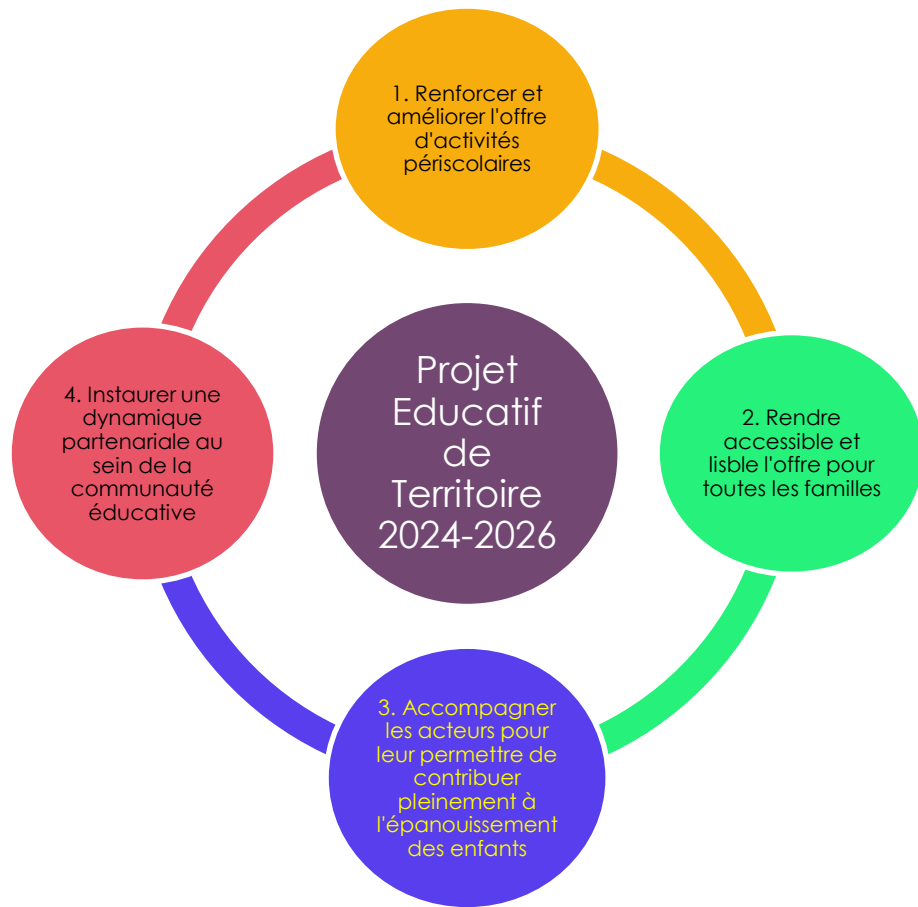 1. Renforcer et
améliorer l'offre
d'activités
périscolaires
Projet
Educatif
de
Territoire
2024-2026
2. Rendre
accessible et
lisble l'offre pour
toutes les familles
3. Accompagner
les acteurs pour
leur permettre de
contribuer
pleinement à
l'épanouissement
des enfants
4. Instaurer une
dynamique
partenariale au
sein de la
communauté
éducative